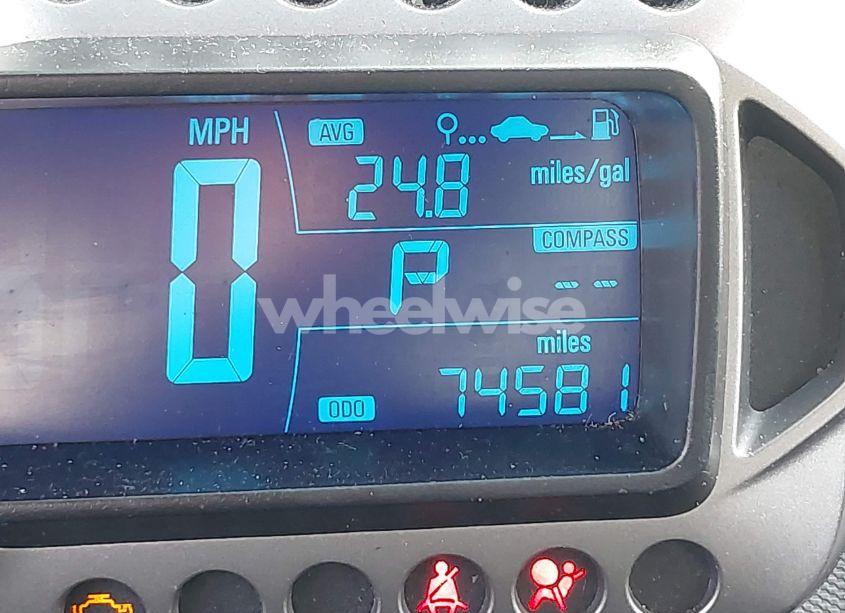 MPH
AVG
24.8 miles/gal
COMPASS
P --
wheelwise
miles
ODO 74581
0